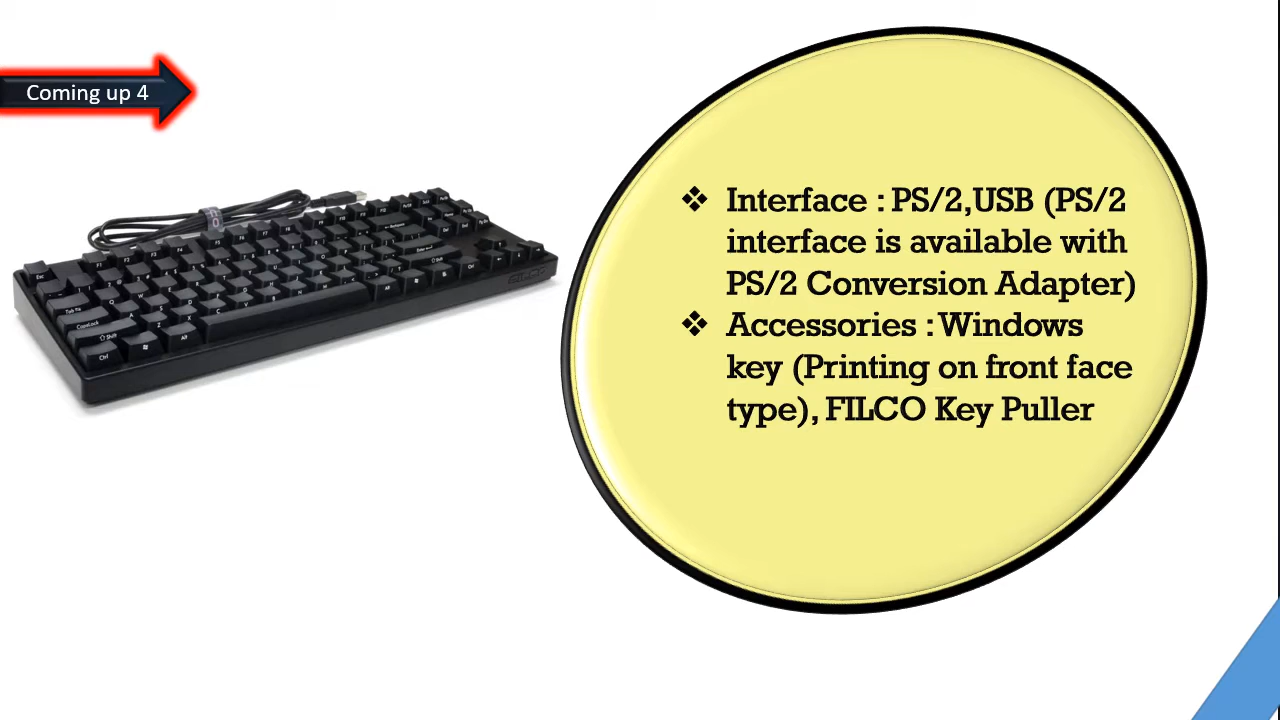 Coming up 4
❖ Interface : PS/2,USB (PS/2
interface is available with
PS/2 Conversion Adapter)
❖ Accessories : Windows
key (Printing on front face
type), FILCO Key Puller